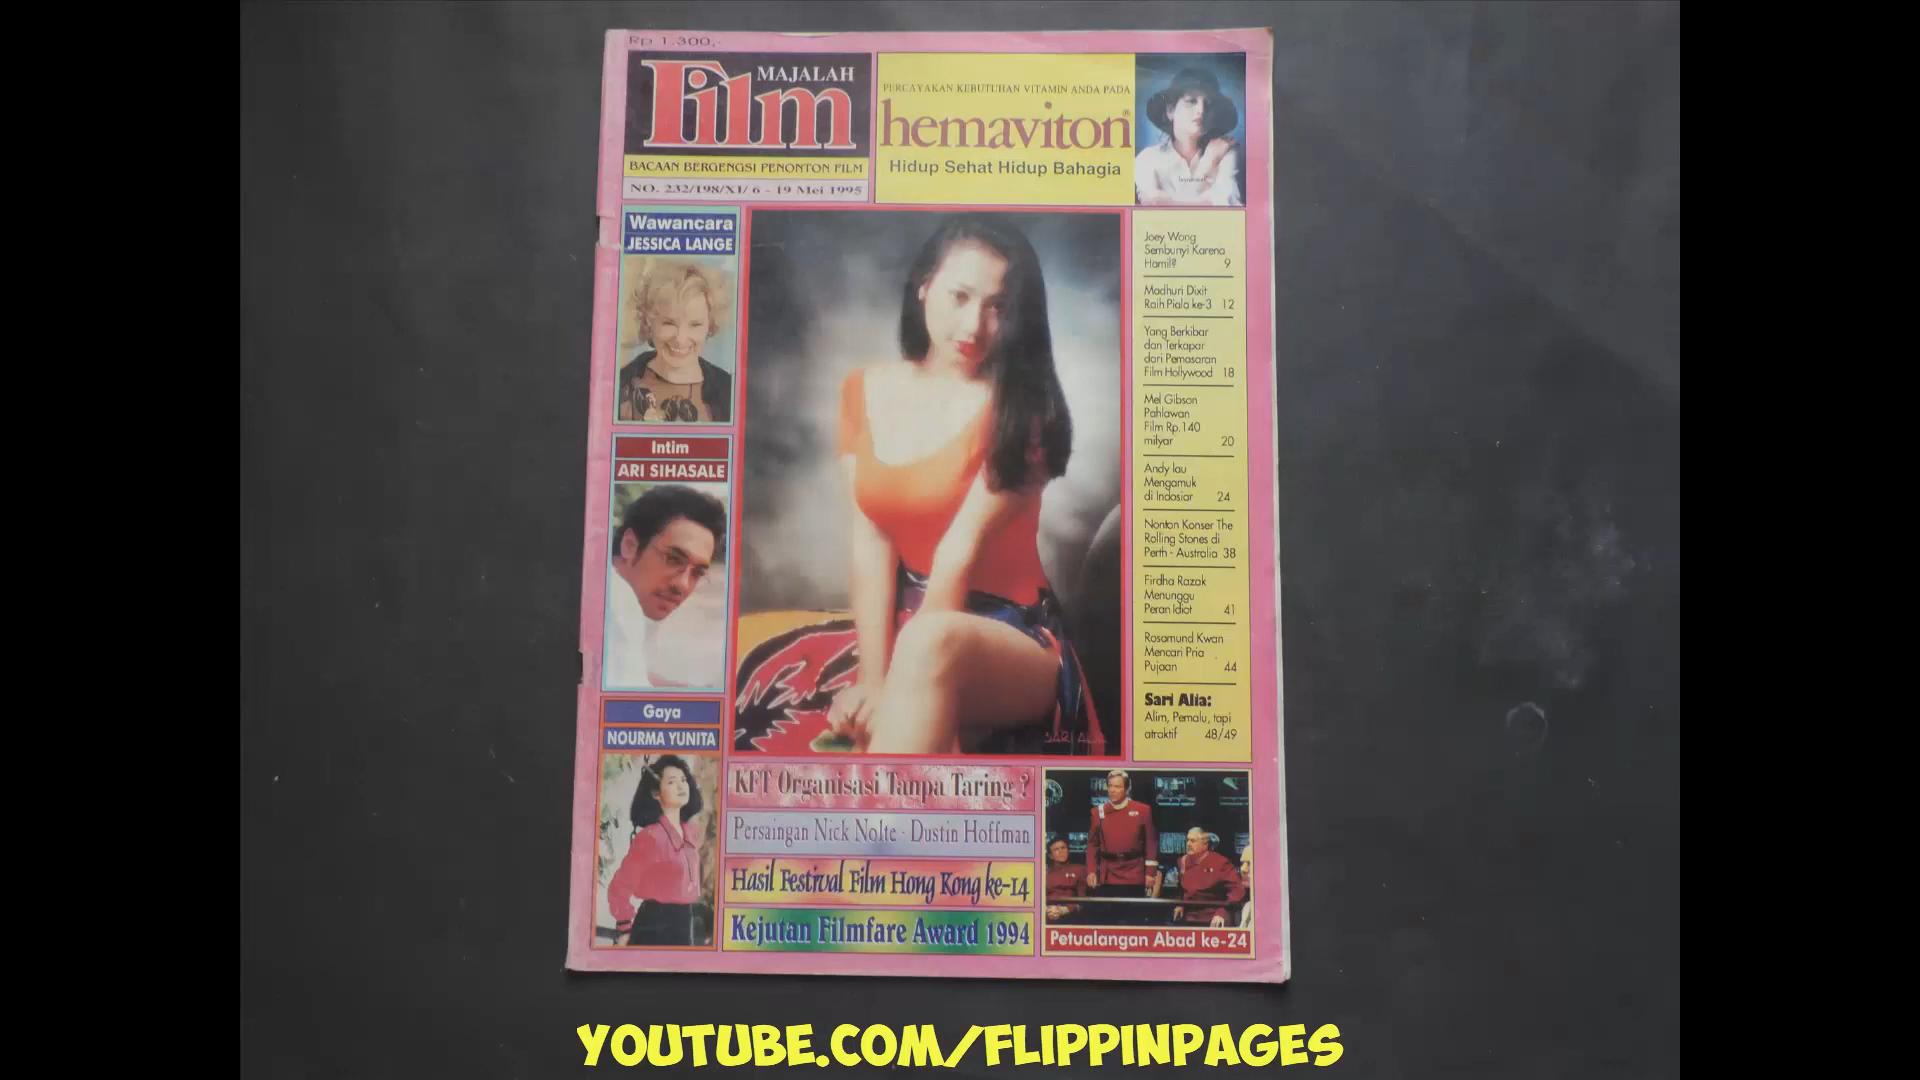 Rp 1.300,-
MAJALAH
Film
BACAAN BERGENGSI PENONTON FILM
NO. 232/198/XI/ 6 - 19 Mei 1995
PERCAYAKAN KEBUTUHAN VITAMIN ANDA PADA
hemaviton®
Hidup Sehat Hidup Bahagia
Wawancara
JESSICA LANGE
Intim
ARI SIHASALE
Gaya
NOURMA YUNITA
SARI ALIA
Joey Wong
Sembunyi Karena
Hamil? 9
Madhuri Dixit
Raih Piala ke-3 12
Yang Berkibar
dan Terkapar
dari Pemasaran
Film Hollywood 18
Mel Gibson
Pahlawan
Film Rp.140
milyar 20
Andy lau
Mengamuk
di Indosiar 24
Nonton Konser The
Rolling Stones di
Perth - Australia 38
Firdha Razak
Menunggu
Peran Idiot 41
Rosamund Kwan
Mencari Pria
Pujaan 44
Sari Alia:
Alim, Pemalu, tapi
atraktif 48/49
KFT Organisasi Tanpa Taring ?
Persaingan Nick Nolte - Dustin Hoffman
Hasil Festival Film Hong Kong ke-14
Kejutan Filmfare Award 1994
Petualangan Abad ke-24
YOUTUBE.COM/FLIPPINPAGES